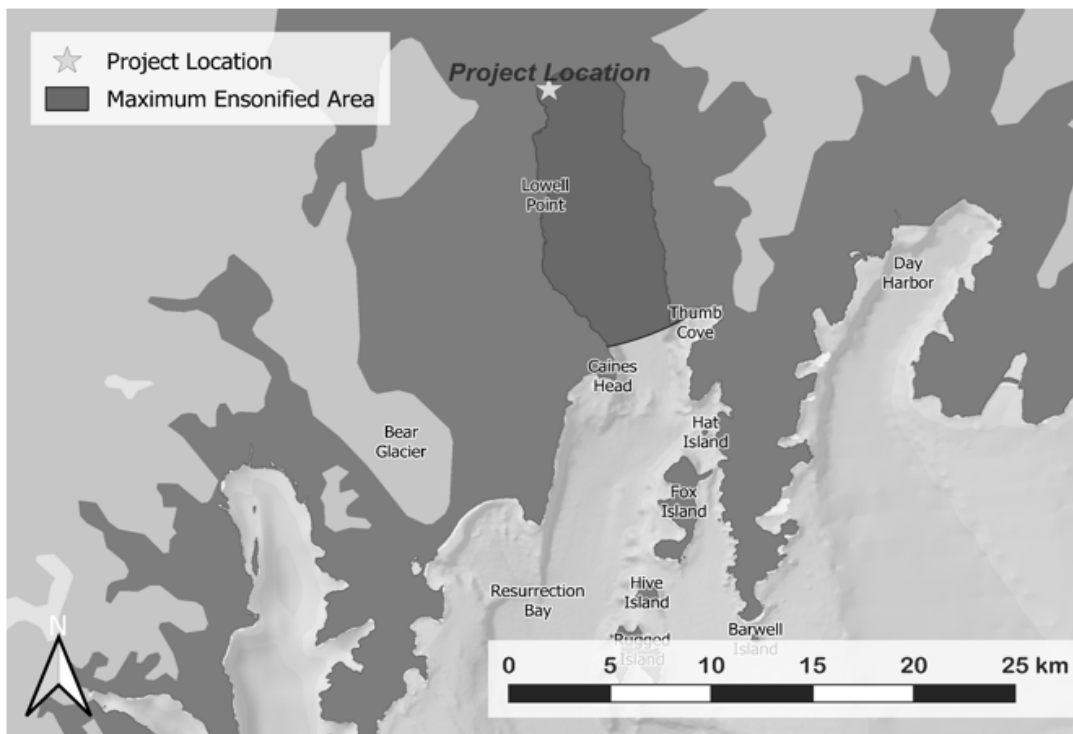 Project Location
Maximum Ensonified Area
Project Location
Lowell
Point
Day
Harbor
Thumb
Cove
Caines
Head
Bear
Glacier
Hat
Island
Fox
Island
Resurrection
Bay
Hive
Island
Rugged
Island
Barwell
Island
N
0 5 10 15 20 25 km